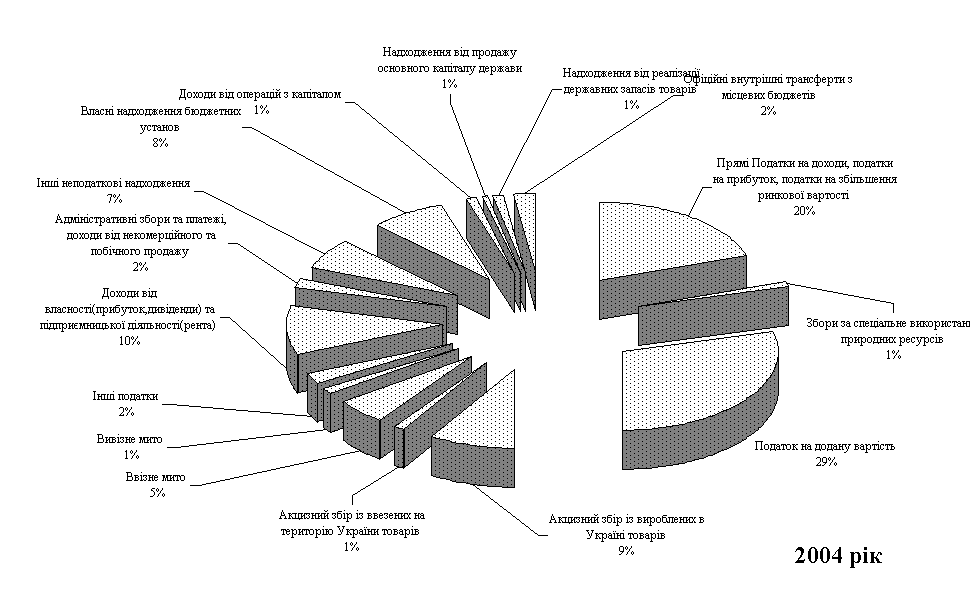 Надходження від продажу
основного капіталу держави
1%
Надходження від реалізації
державних запасів товарів
1%
Офіційні внутрішні трансферти з
місцевих бюджетів
2%
Доходи від операцій з капіталом
1%
Власні надходження бюджетних
установ
8%
Прямі Податки на доходи, податки
на прибуток, податки на збільшення
ринкової вартості
20%
Інші неподаткові надходження
7%
Адміністративні збори та платежі,
доходи від некомерційного та
побічного продажу
2%
Доходи від
власності(прибуток,дивіденди) та
підприємницької діяльності(рента)
10%
Збори за спеціальне використан
природних ресурсів
1%
Інші податки
2%
Вивізне мито
1%
Ввізне мито
5%
Податок на додану вартість
29%
Акцизний збір із ввезених на
територію України товарів
1%
Акцизний збір із вироблених в
Україні товарів
9%
2004 рік